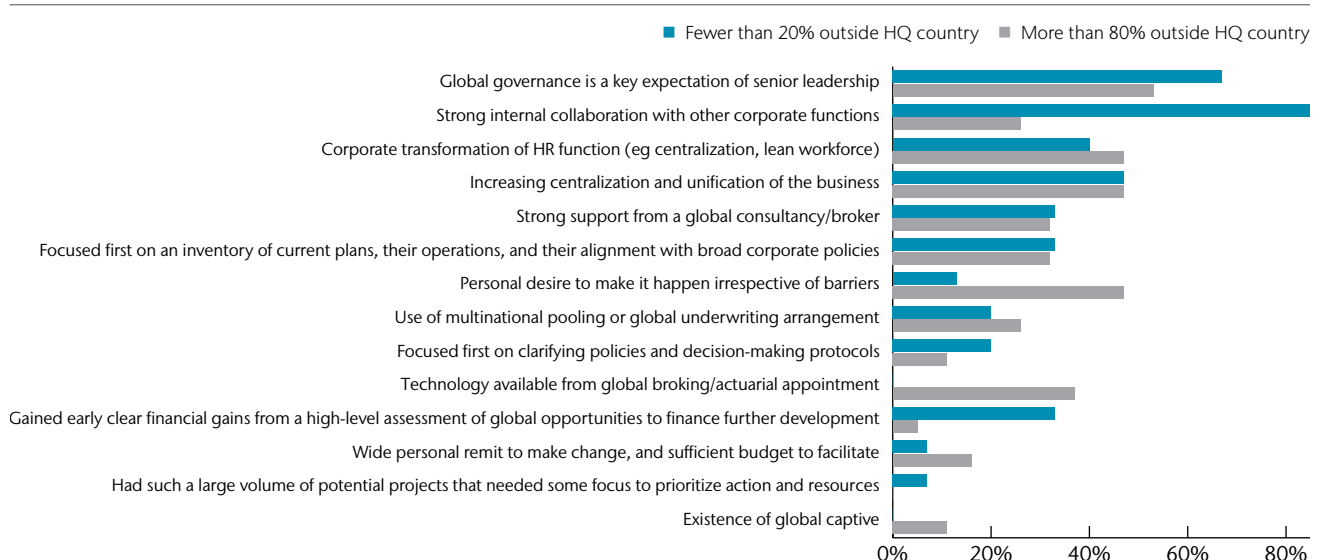 Fewer than 20% outside HQ country More than 80% outside HQ country
Global governance is a key expectation of senior leadership
Strong internal collaboration with other corporate functions
Corporate transformation of HR function (eg centralization, lean workforce)
Increasing centralization and unification of the business
Strong support from a global consultancy/broker
Focused first on an inventory of current plans, their operations, and their alignment with broad corporate policies
Personal desire to make it happen irrespective of barriers
Use of multinational pooling or global underwriting arrangement
Focused first on clarifying policies and decision-making protocols
Technology available from global broking/actuarial appointment
Gained early clear financial gains from a high-level assessment of global opportunities to finance further development
Wide personal remit to make change, and sufficient budget to facilitate
Had such a large volume of potential projects that needed some focus to prioritize action and resources
Existence of global captive
0% 20% 40% 60% 80%